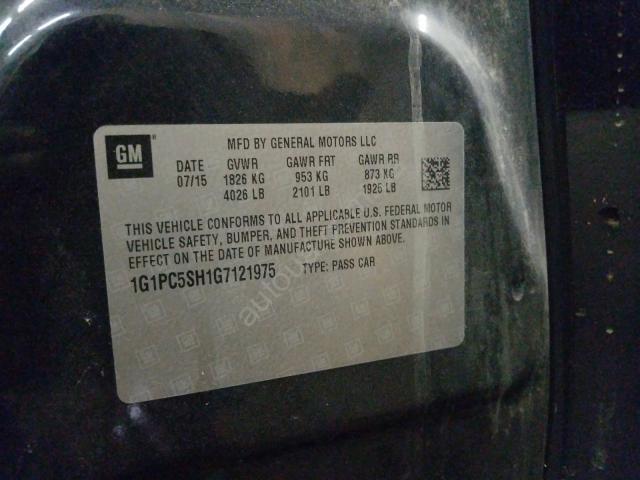 GM
MFD BY GENERAL MOTORS LLC
DATE GVWR GAWR FRT GAWR RR
07/15 1826 KG 953 KG 873 KG
4026 LB 2101 LB 1925 LB
THIS VEHICLE CONFORMS TO ALL APPLICABLE U.S. FEDERAL MOTOR
VEHICLE SAFETY, BUMPER, AND THEFT PREVENTION STANDARDS IN
EFFECT ON THE DATE OF MANUFACTURE SHOWN ABOVE.
1G1PC5SH1G7121975 TYPE: PASS CAR